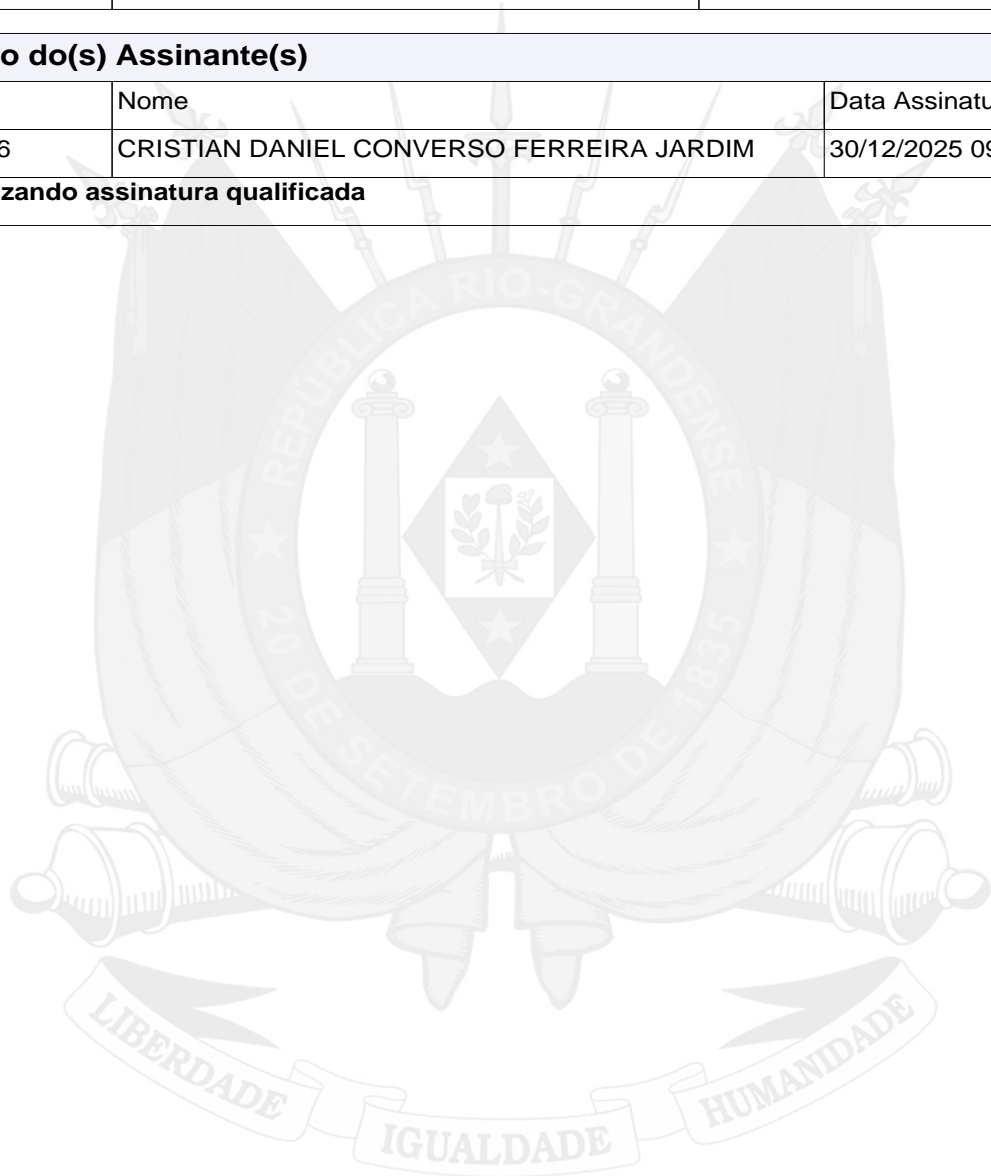 o do(s) Assinante(s)
Nome
Data Assinatu
6
CRISTIAN DANIEL CONVERSO FERREIRA JARDIM
30/12/2025 09
zando assinatura qualificada
REPÚBLICA RIO-GRANDENSE
20 DE SETEMBRO DE 1835
LIBERDADE
IGUALDADE
HUMANIDADE